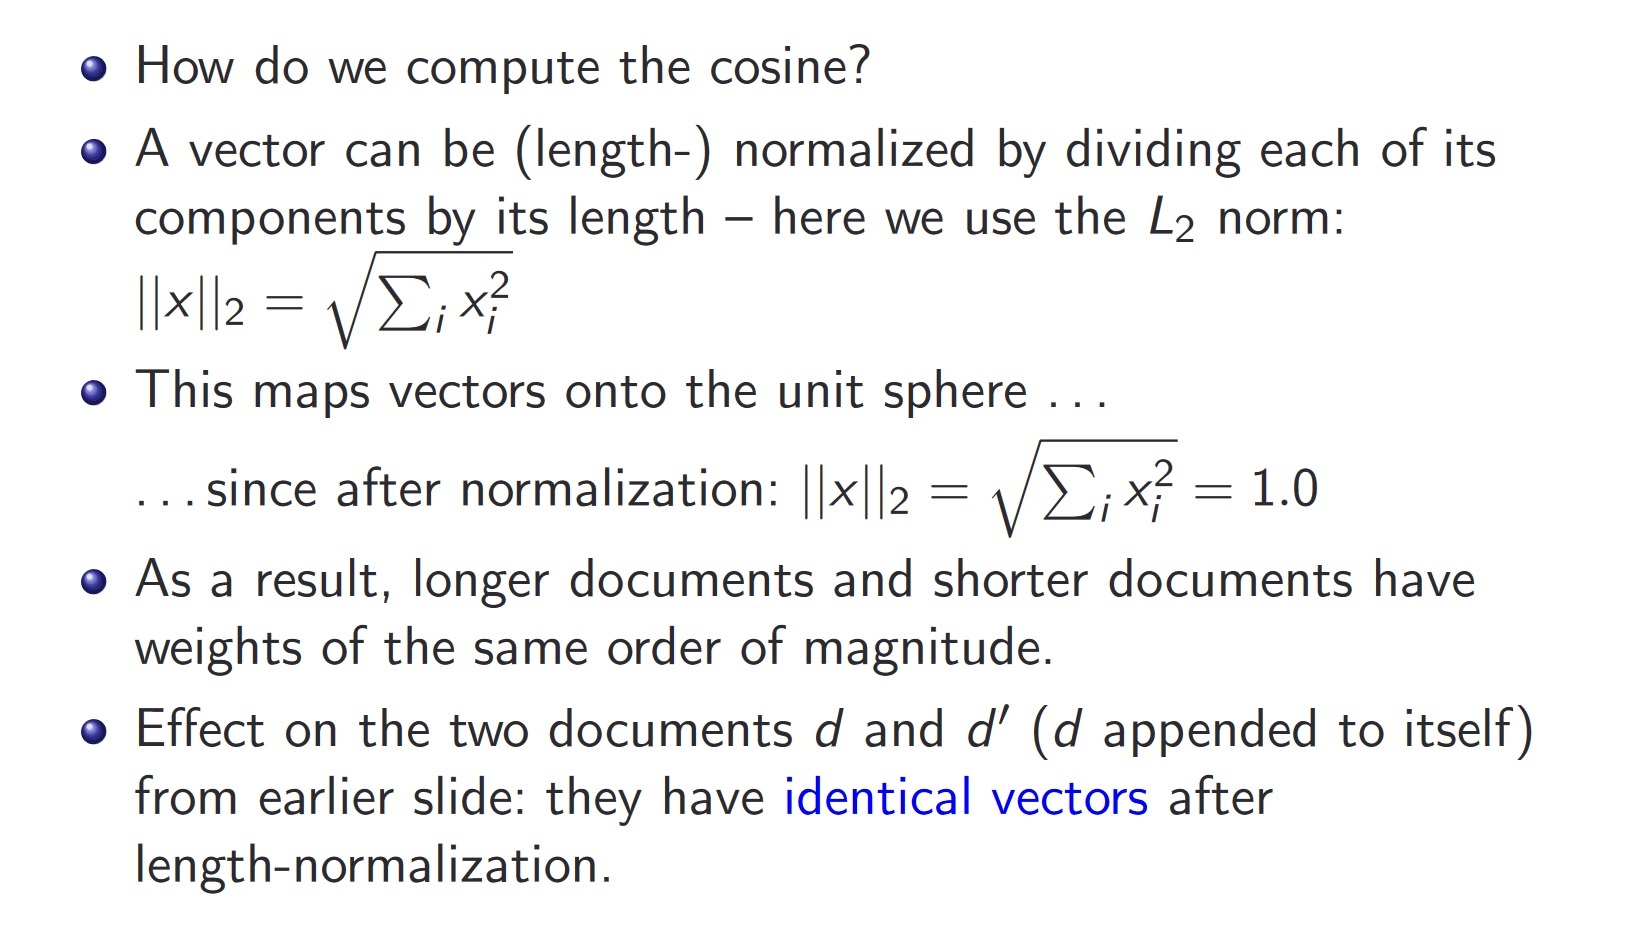 How do we compute the cosine?
A vector can be (length-) normalized by dividing each of its
components by its length – here we use the L₂ norm:
||x||₂ = √∑ᵢ xᵢ²
This maps vectors onto the unit sphere . . .
. . . since after normalization: ||x||₂ = √∑ᵢ xᵢ² = 1.0
As a result, longer documents and shorter documents have
weights of the same order of magnitude.
Effect on the two documents d and d′ (d appended to itself)
from earlier slide: they have identical vectors after
length-normalization.